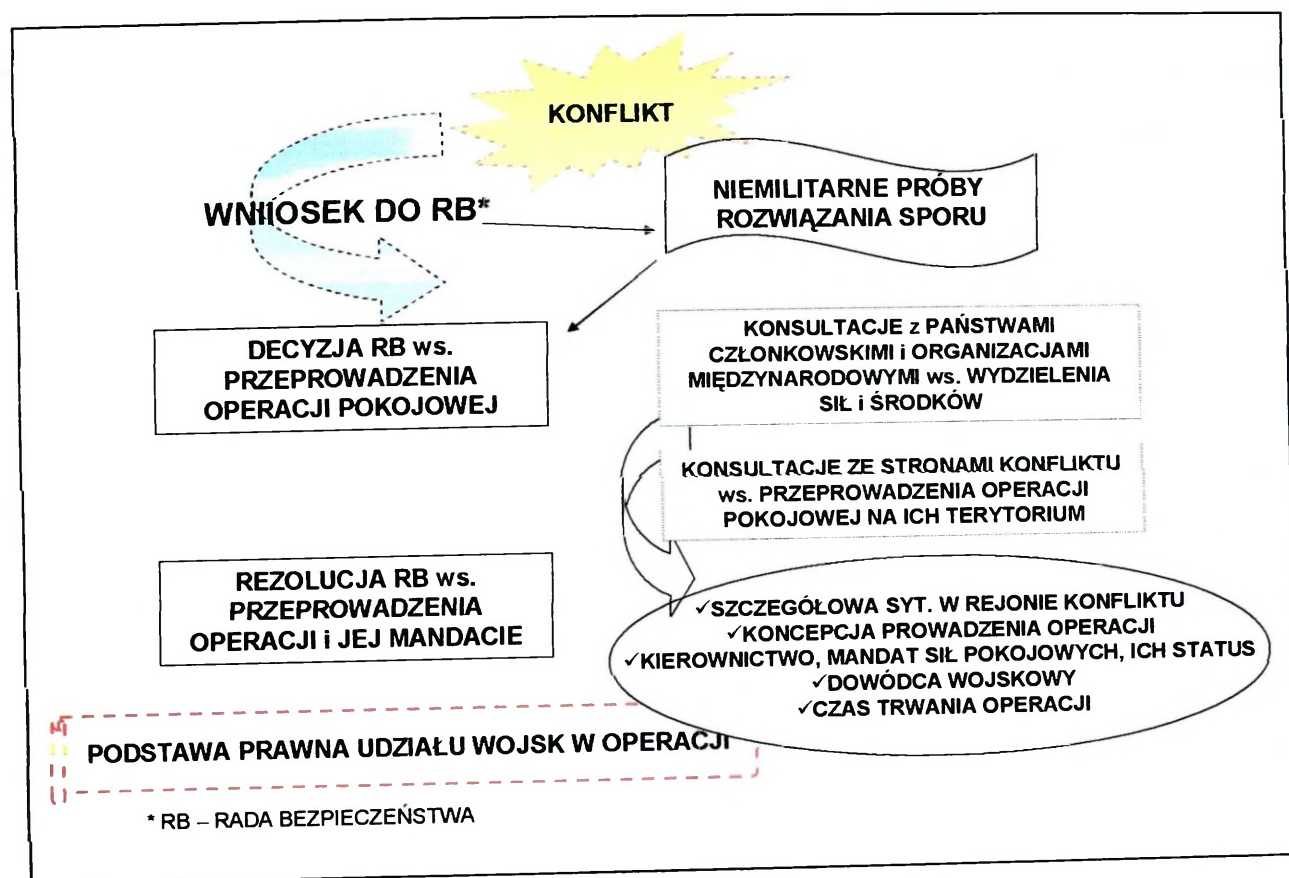 KONFLIKT
WNIIOSEK DO RB*
NIEMILITARNE PRÓBY
ROZWIĄZANIA SPORU
DECYZJA RB ws.
PRZEPROWADZENIA
OPERACJI POKOJOWEJ
KONSULTACJE z PAŃSTWAMI
CZŁONKOWSKIMI i ORGANIZACJAMI
MIĘDZYNARODOWYMI ws. WYDZIELENIA
SIŁ i ŚRODKÓW
KONSULTACJE ZE STRONAMI KONFLIKTU
ws. PRZEPROWADZENIA OPERACJI
POKOJOWEJ NA ICH TERYTORIUM
REZOLUCJA RB ws.
PRZEPROWADZENIA
OPERACJI i JEJ MANDACIE
✓SZCZEGÓŁOWA SYT. W REJONIE KONFLIKTU
✓KONCEPCJA PROWADZENIA OPERACJI
✓KIEROWNICTWO, MANDAT SIŁ POKOJOWYCH, ICH STATUS
✓DOWÓDCA WOJSKOWY
✓CZAS TRWANIA OPERACJI
PODSTAWA PRAWNA UDZIAŁU WOJSK W OPERACJI
* RB – RADA BEZPIECZEŃSTWA